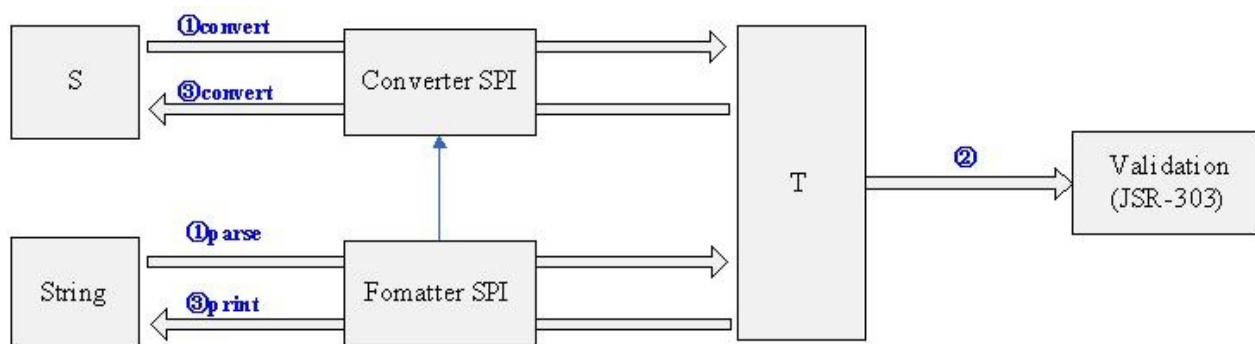 ①convert
S
Converter SPI
③convert
T
②
Validation
(JSR-303)
①parse
String
Fomatter SPI
③print